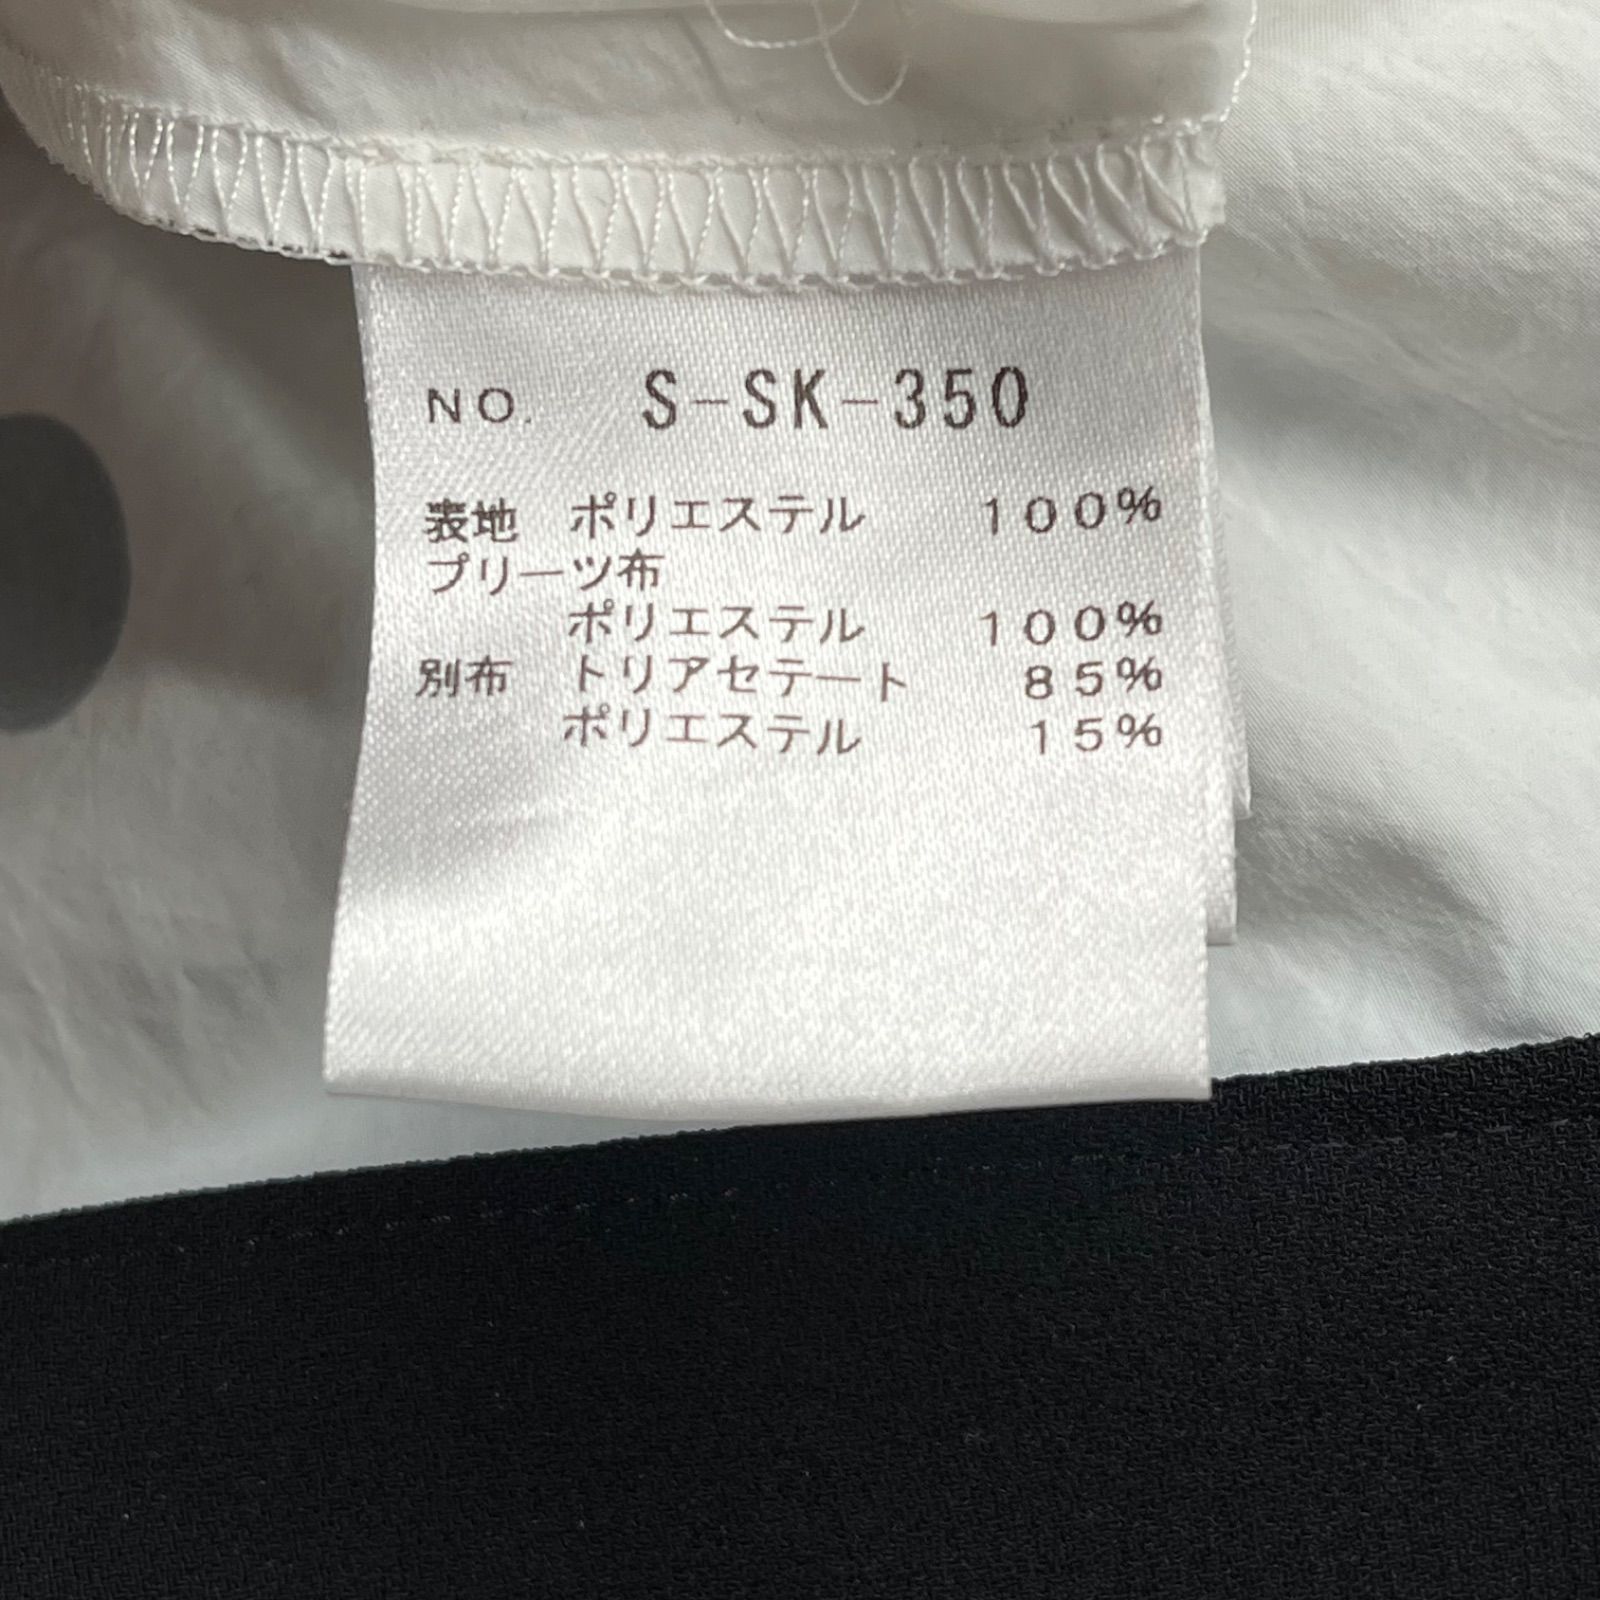 NO. S-SK-350
表地 ポリエステル 100%
プリーツ布
ポリエステル 100%
別布 トリアセテート 85%
ポリエステル 15%